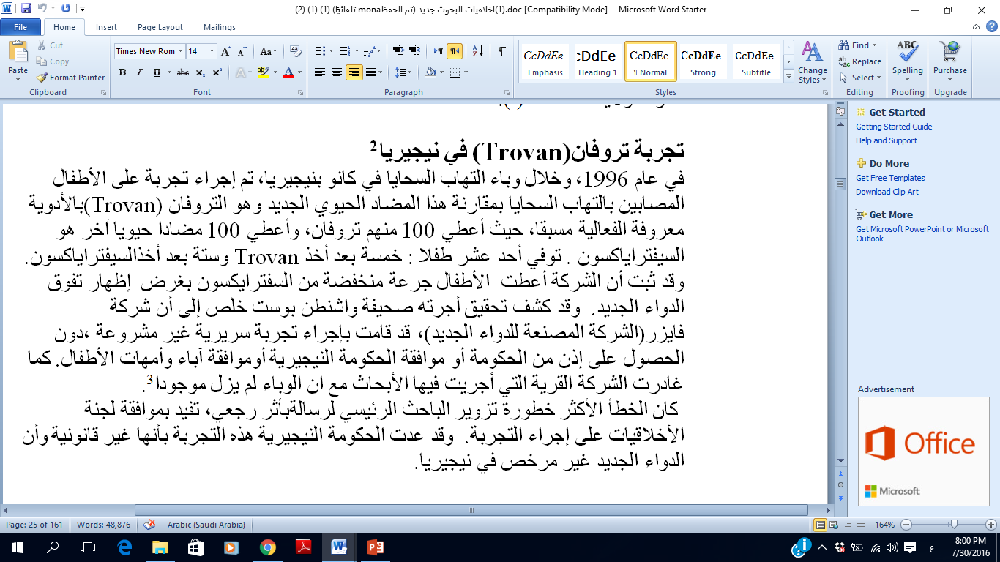 اخلاقيات البحوث جديد (تم الحفظmona تلقائيًا) (1) (1) (2)(1).doc [Compatibility Mode] - Microsoft Word Starter
File Home Insert Page Layout Mailings
Paste
Cut
Copy
Format Painter
Clipboard
Times New Rom 14
Font
Paragraph
CcDdEe Emphasis
CcDdEe Heading 1
CcDdEe ¶ Normal
CcDdEe Strong
CcDdEe Subtitle
Change Styles
Styles
Find
Replace
Select
Editing
Spelling
Proofing
Purchase
Upgrade
تجربة تروفان(Trovan) في نيجيريا2
في عام 1996، وخلال وباء التهاب السحايا في كانو بنيجيريا، تم إجراء تجربة على الأطفال
المصابين بالتهاب السحايا بمقارنة هذا المضاد الحيوي الجديد وهو التروفان (Trovan)بالأدوية
معروفة الفعالية مسبقا، حيث أعطي 100 منهم تروفان، وأعطي 100 مضادا حيويا آخر هو
السيفتراياكسون . توفي أحد عشر طفلا : خمسة بعد أخذ Trovan وستة بعد أخذالسيفتراياكسون.
وقد ثبت أن الشركة أعطت الأطفال جرعة منخفضة من السفترايكسون بغرض إظهار تفوق
الدواء الجديد. وقد كشف تحقيق أجرته صحيفة واشنطن بوست خلص إلى أن شركة
فايزر(الشركة المصنعة للدواء الجديد)، قد قامت بإجراء تجربة سريرية غير مشروعة ،دون
الحصول على إذن من الحكومة أو موافقة الحكومة النيجيرية أوموافقة آباء وأمهات الأطفال. كما
غادرت الشركة القرية التي أجريت فيها الأبحاث مع ان الوباء لم يزل موجودا3.
كان الخطأ الأكثر خطورة تزوير الباحث الرئيسي لرسالةبأثر رجعي، تفيد بموافقة لجنة
الأخلاقيات على إجراء التجربة. وقد عدت الحكومة النيجيرية هذه التجربة بأنها غير قانونية وأن
الدواء الجديد غير مرخص في نيجيريا.
Get Started
Getting Started Guide
Help and Support
Do More
Get Free Templates
Download Clip Art
Get More
Get Microsoft PowerPoint or Microsoft
Outlook
Advertisement
Office
Microsoft
Page: 25 of 161 Words: 48,876 Arabic (Saudi Arabia) 164%
ع 8:00 PM
7/30/2016